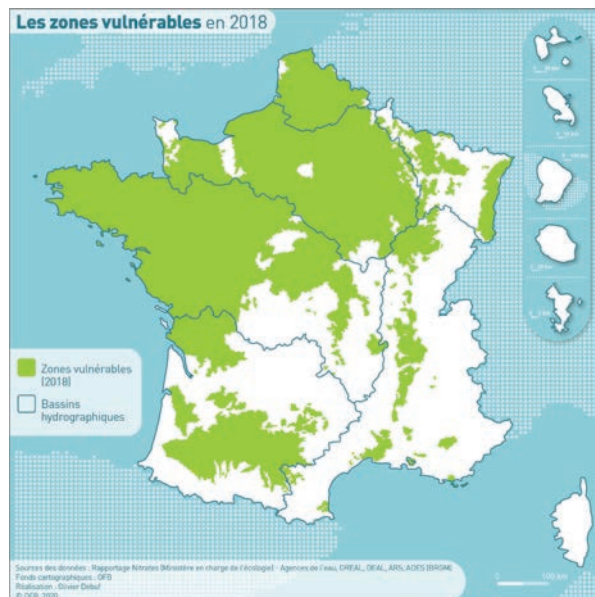 Les zones vulnérables en 2018
Zones vulnérables
(2018)
Bassins
hydrographiques
Sources des données : Rapportage Nitrates (Ministère en charge de l'écologie) - Agences de l'eau, DREAL, DEAL, ARS, ADES (BRGM)
Fonds cartographiques : OFB
Réalisation : Olivier Debuf
© OFB, 2020
0 100 km